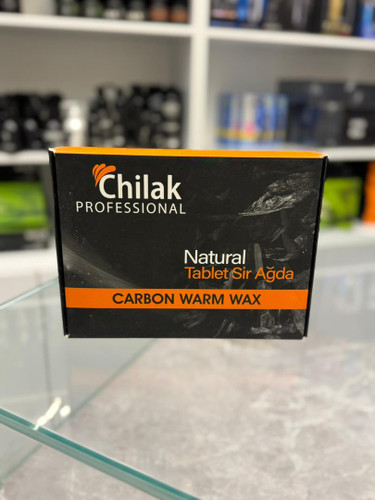 Chilak
PROFESSIONAL
Natural
Tablet Sir Ağda
CARBON WARM WAX